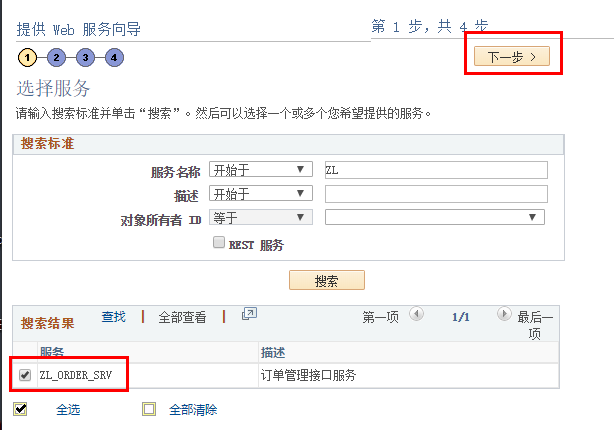 提供 Web 服务向导
第 1 步，共 4 步
1 2 3 4
下一步 >
选择服务
请输入搜索标准并单击“搜索”。然后可以选择一个或多个您希望提供的服务。
搜索标准
服务名称 开始于 ZL
描述 开始于
对象所有者 ID 等于
REST 服务
搜索
搜索结果 查找 | 全部查看 | 第一项 1/1 最后一项
服务 描述
ZL_ORDER_SRV 订单管理接口服务
全选 全部清除